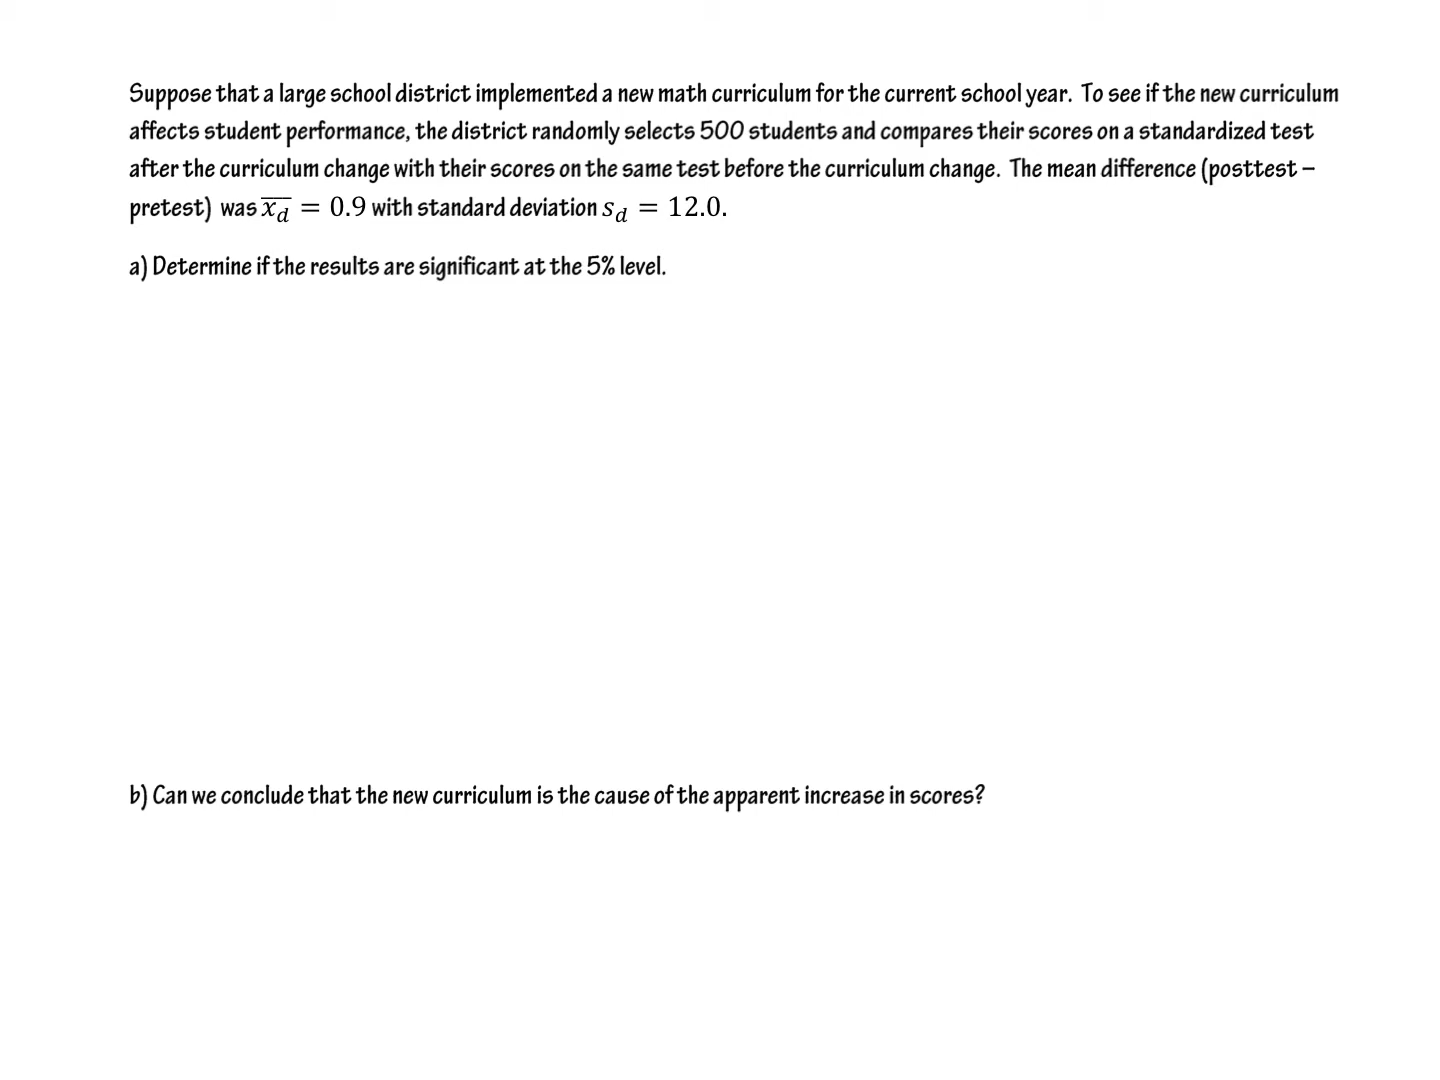 Suppose that a large school district implemented a new math curriculum for the current school year. To see if the new curriculum
affects student performance, the district randomly selects 500 students and compares their scores on a standardized test
after the curriculum change with their scores on the same test before the curriculum change. The mean difference (posttest –
pretest) was $\overline{x_d}$ = 0.9 with standard deviation $s_d$ = 12.0.
a) Determine if the results are significant at the 5% level.
b) Can we conclude that the new curriculum is the cause of the apparent increase in scores?